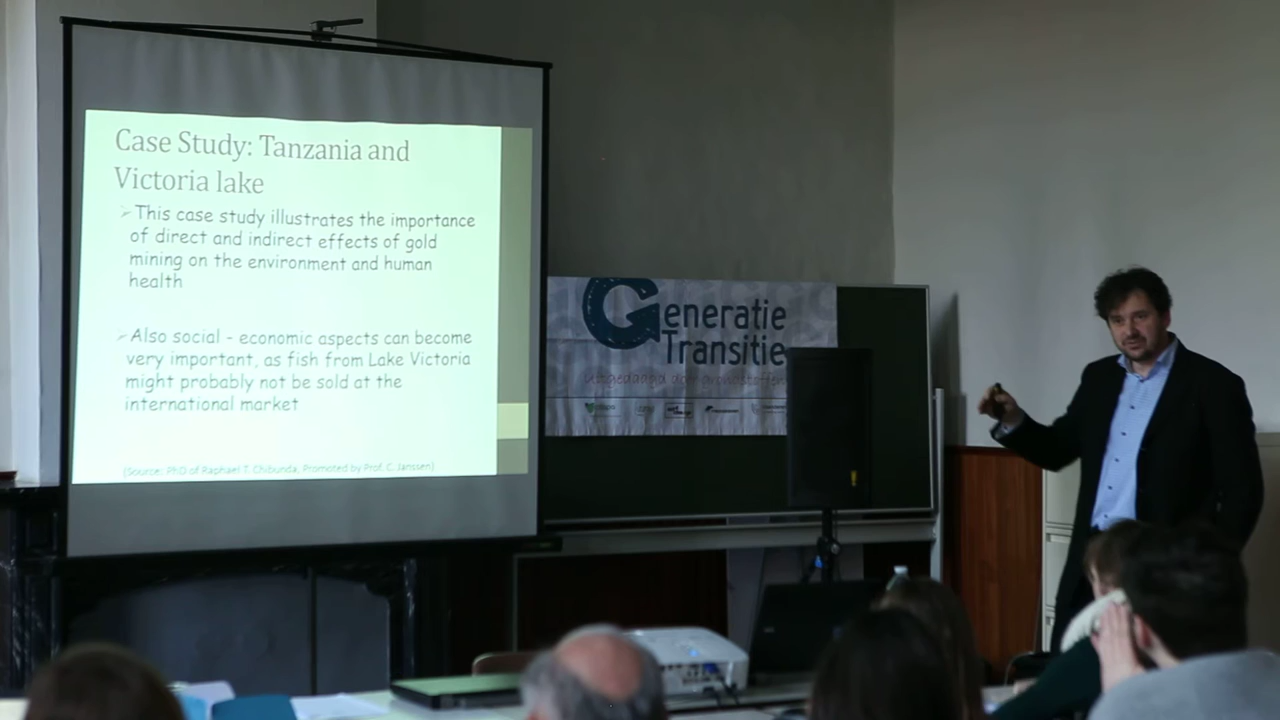 Case Study: Tanzania and
Victoria lake
This case study illustrates the importance
of direct and indirect effects of gold
mining on the environment and human
health
Also social - economic aspects can become
very important, as fish from Lake Victoria
might probably not be sold at the
international market
(Source: PhD of Raphael T. Chibunda, Promoted by Prof. C. Janssen)
Generatie
Transitie
Uitgedaagd door grondstoffen